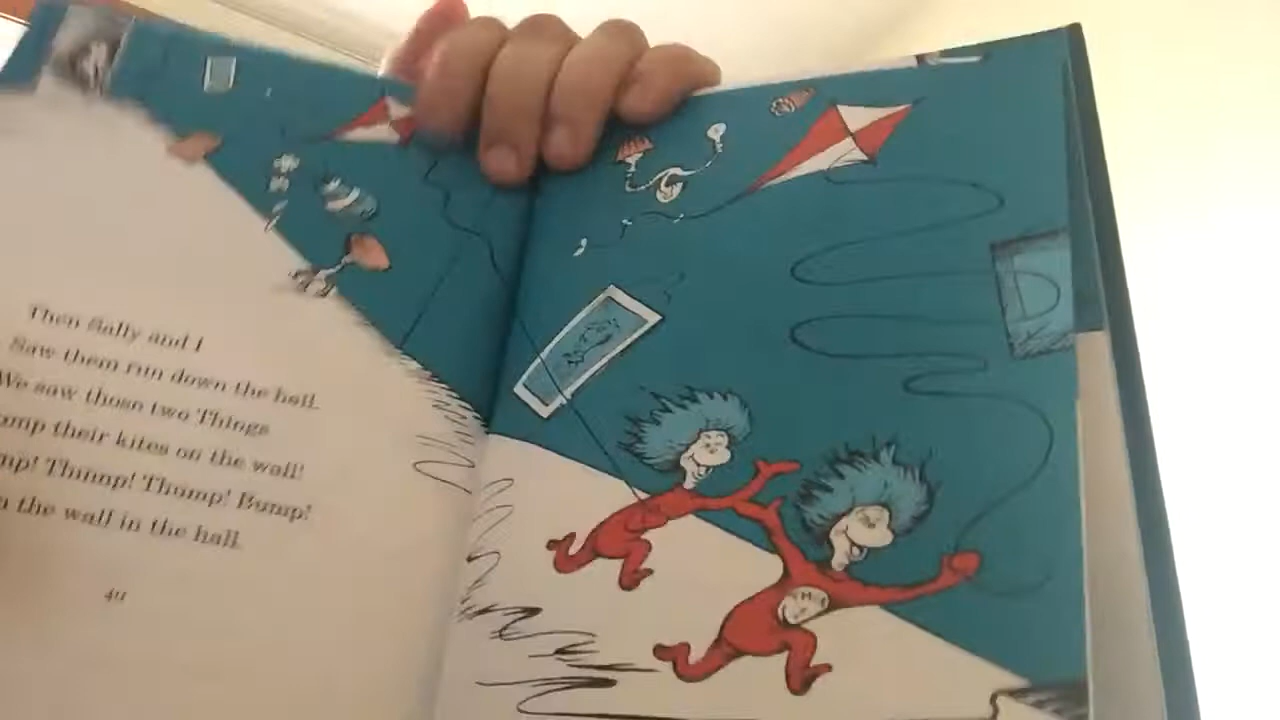 Then Sally and I
Saw them run down the hall.
We saw those two Things
their kites on the wall!
Thump! Thump! Bump!
the wall in the hall.
40